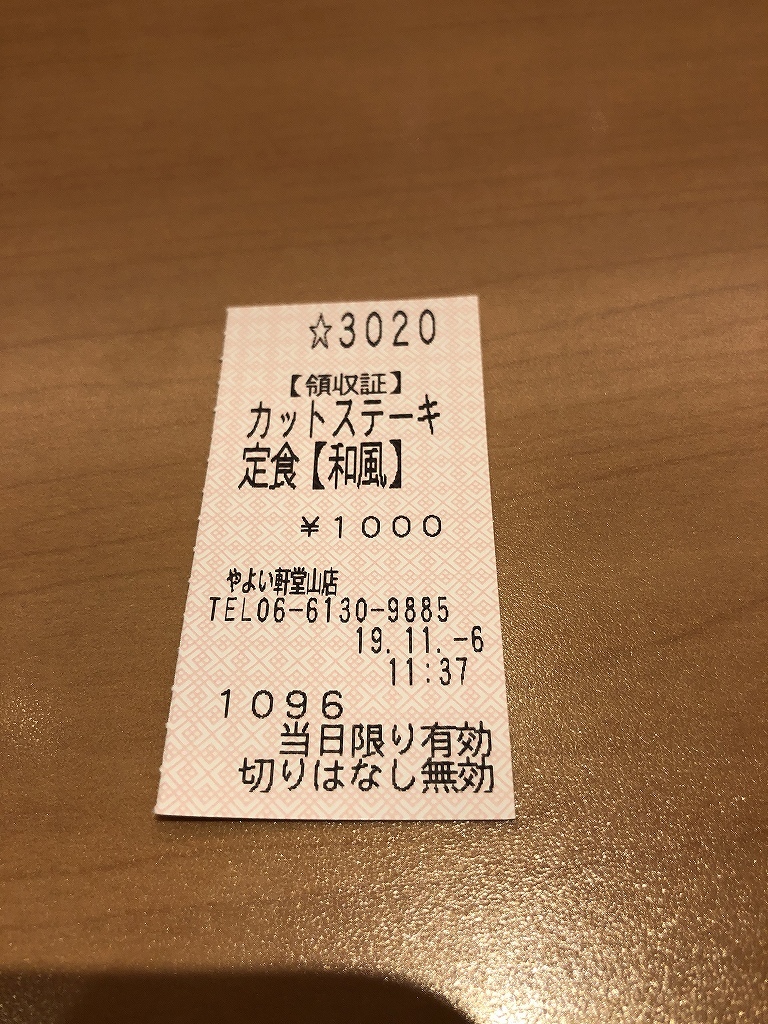 ☆3020
【領収証】
カットステーキ
定食【和風】
¥1000
やよい軒堂山店
TEL06-6130-9885
19.11.-6
11:37
1096
当日限り有効
切りはなし無効